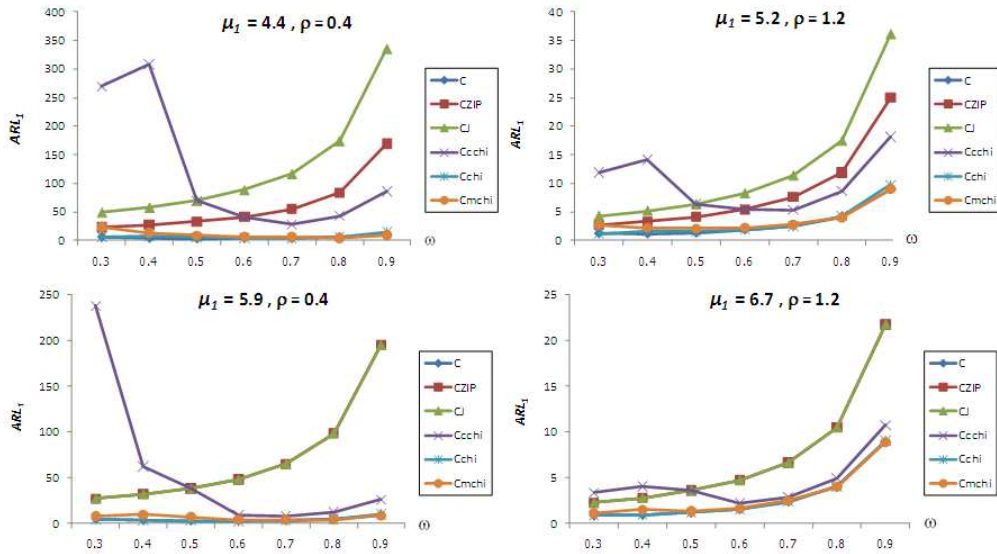 μ₁ = 4.4 , ρ = 0.4
ARL₁
400
350
300
250
200
150
100
50
0
0.3 0.4 0.5 0.6 0.7 0.8 0.9
ω
C
CZIP
CJ
Ccchi
Cchi
Cmchi
μ₁ = 5.2 , ρ = 1.2
ARL₁
40
35
30
25
20
15
10
5
0
0.3 0.4 0.5 0.6 0.7 0.8 0.9
ω
C
CZIP
CJ
Ccchi
Cchi
Cmchi
μ₁ = 5.9 , ρ = 0.4
ARL₁
250
200
150
100
50
0
0.3 0.4 0.5 0.6 0.7 0.8 0.9
ω
C
CZIP
CJ
Ccchi
Cchi
Cmchi
μ₁ = 6.7 , ρ = 1.2
ARL₁
25
20
15
10
5
0
0.3 0.4 0.5 0.6 0.7 0.8 0.9
ω
C
CZIP
CJ
Ccchi
Cchi
Cmchi